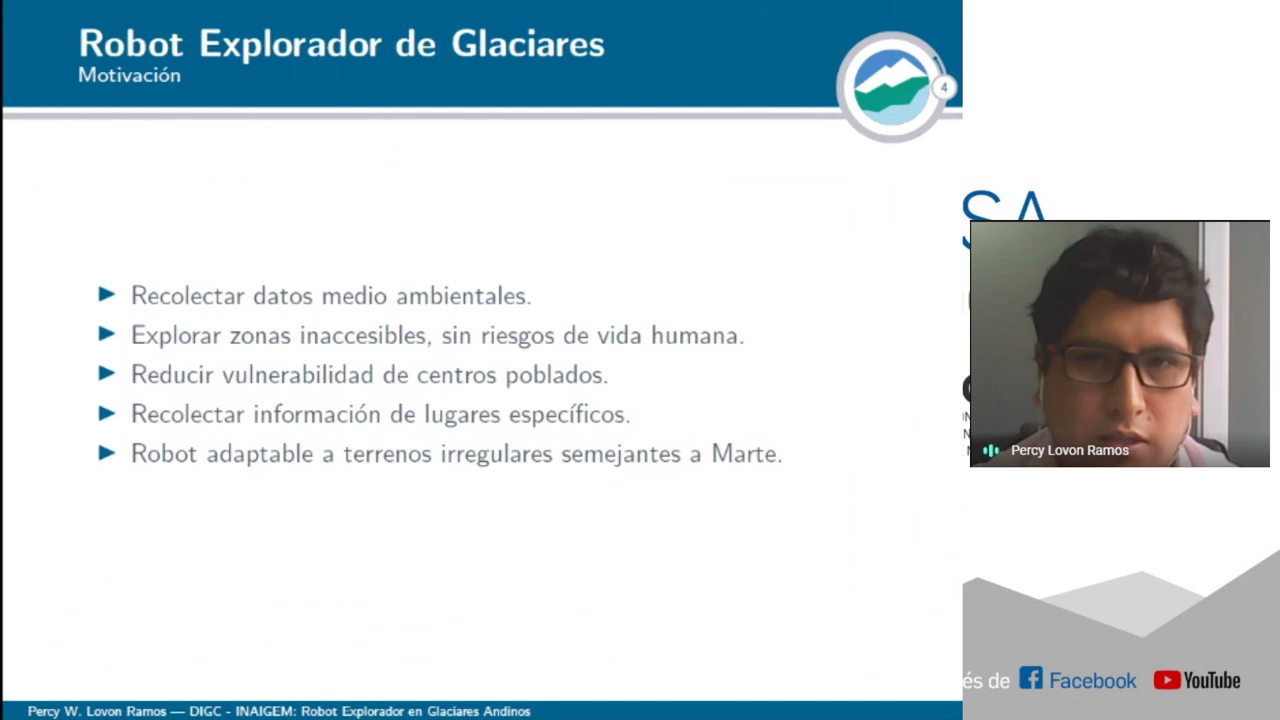 Robot Explorador de Glaciares
Motivación
4
Recolectar datos medio ambientales.
Explorar zonas inaccesibles, sin riesgos de vida humana.
Reducir vulnerabilidad de centros poblados.
Recolectar información de lugares específicos.
Robot adaptable a terrenos irregulares semejantes a Marte.
Percy W. Lovon Ramos — DIGC - INAIGEM: Robot Explorador en Glaciares Andinos
SA
Percy Lovon Ramos
és de Facebook YouTube